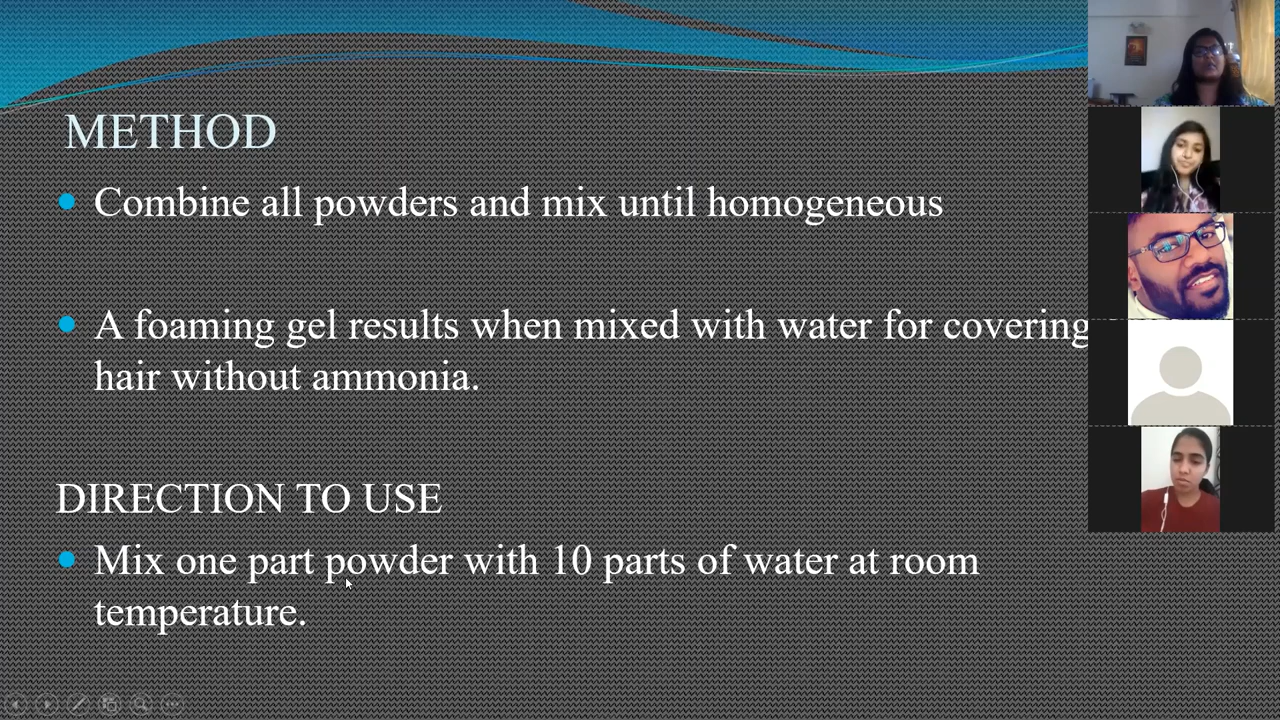 METHOD
Combine all powders and mix until homogeneous
A foaming gel results when mixed with water for covering
hair without ammonia.
DIRECTION TO USE
Mix one part powder with 10 parts of water at room
temperature.